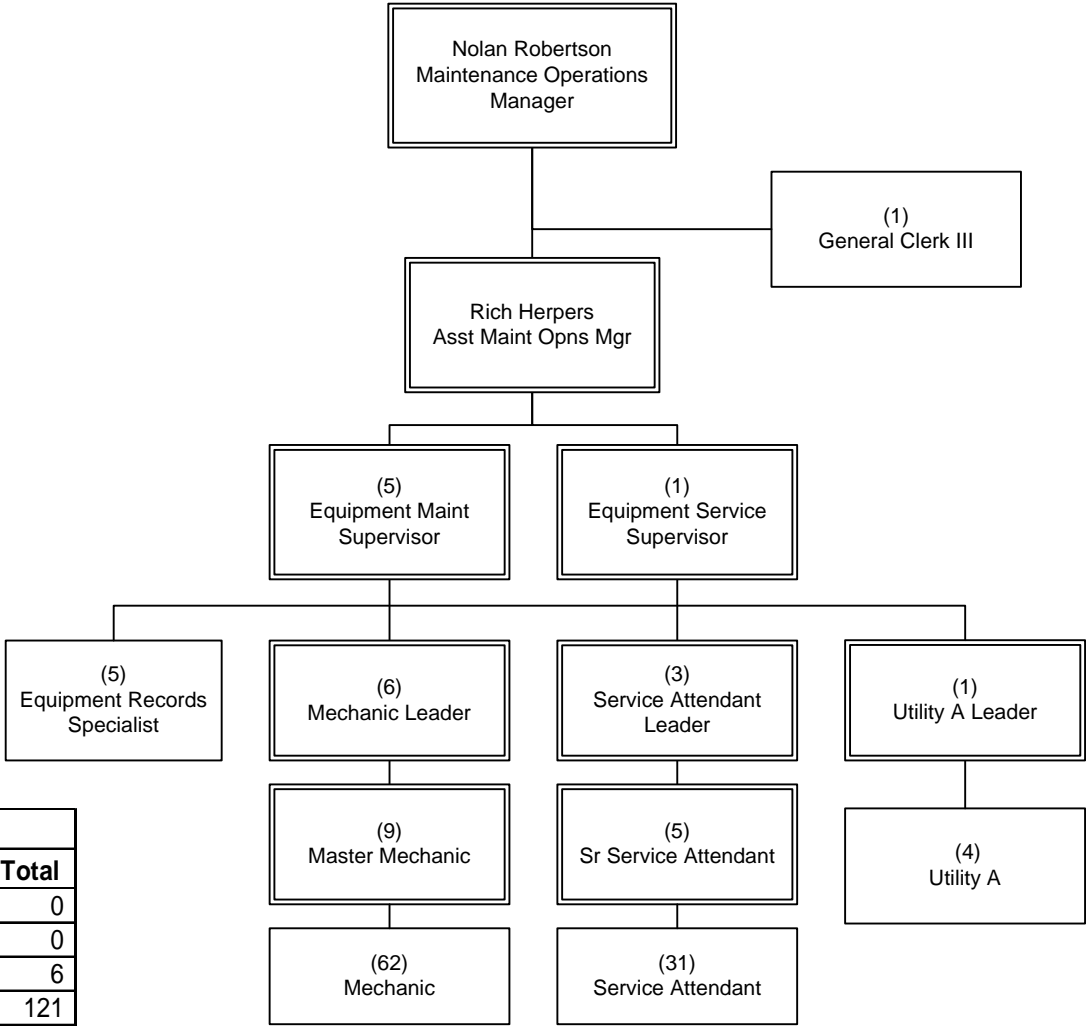 Nolan Robertson
Maintenance Operations
Manager
(1)
General Clerk III
Rich Herpers
Asst Maint Opns Mgr
(5)
Equipment Maint
Supervisor
(1)
Equipment Service
Supervisor
(5)
Equipment Records
Specialist
(6)
Mechanic Leader
(3)
Service Attendant
Leader
(1)
Utility A Leader
(9)
Master Mechanic
(5)
Sr Service Attendant
(4)
Utility A
(62)
Mechanic
(31)
Service Attendant
Total
0
0
6
121